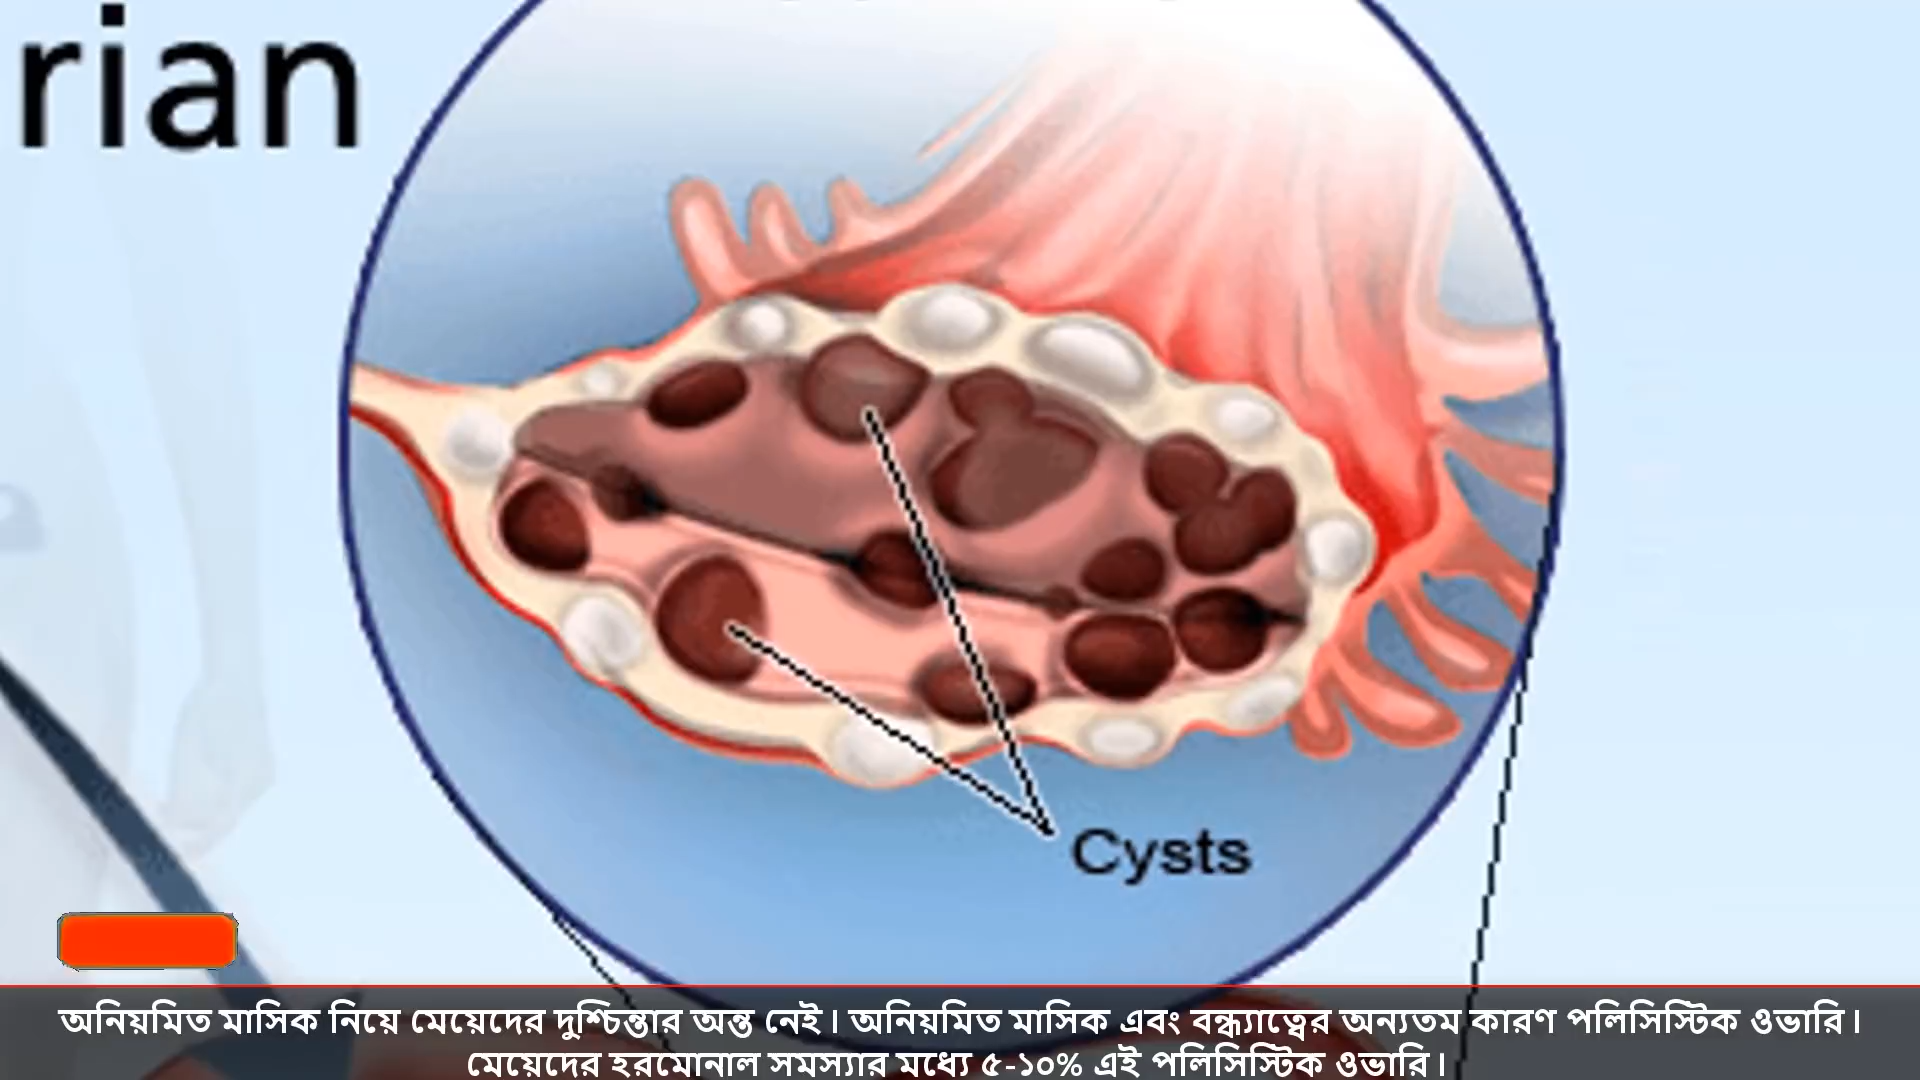 rian
Cysts
অনিয়মিত মাসিক নিয়ে মেয়েদের দুশ্চিন্তার অন্ত নেই। অনিয়মিত মাসিক এবং বন্ধ্যাত্বের অন্যতম কারণ পলিসিস্টিক ওভারি।
মেয়েদের হরমোনাল সমস্যার মধ্যে ৫-১০% এই পলিসিস্টিক ওভারি।